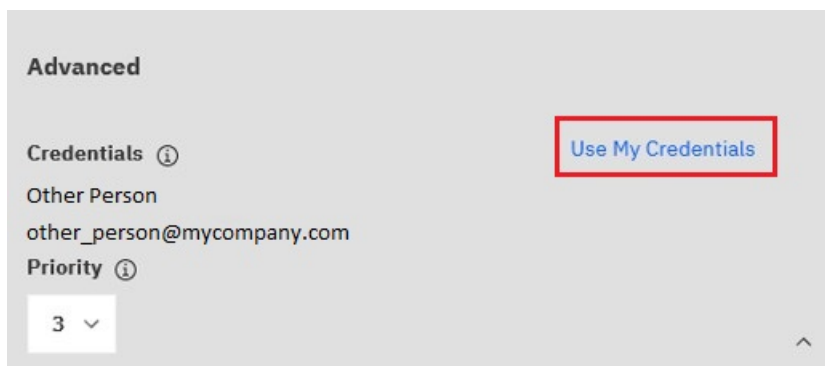 Advanced
Credentials
Use My Credentials
Other Person
other_person@mycompany.com
Priority
3